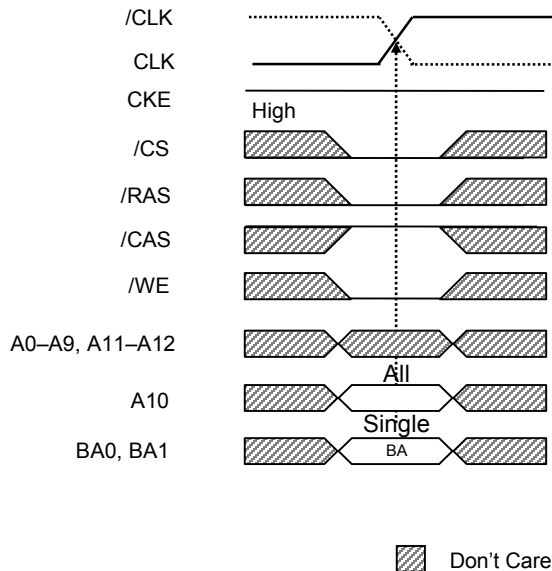 /CLK
CLK
CKE
High
/CS
/RAS
/CAS
/WE
A0–A9, A11–A12
All
A10
Single
BA0, BA1
BA
Don't Care